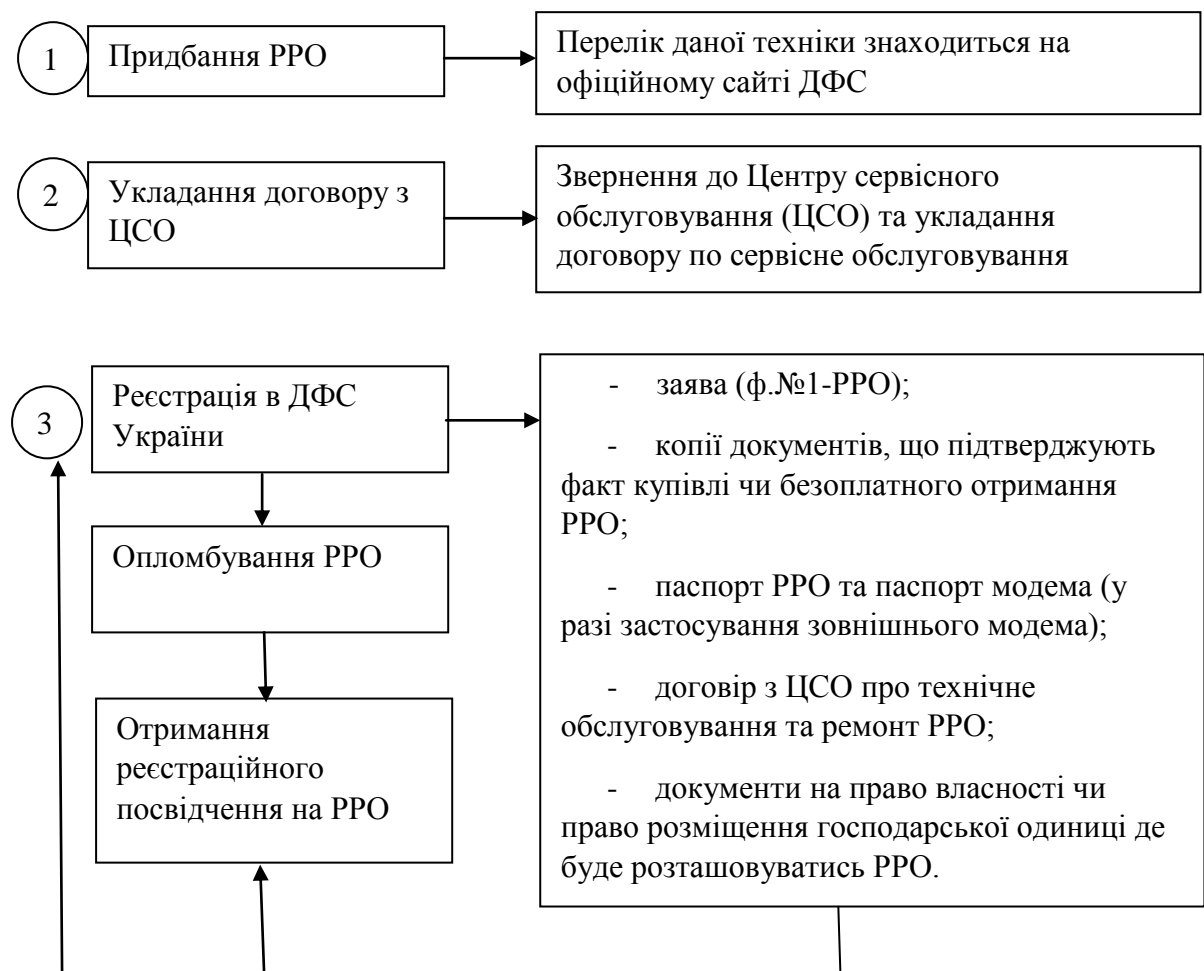 1
Придбання РРО
Перелік даної техніки знаходиться на
офіційному сайті ДФС
2
Укладання договору з
ЦСО
Звернення до Центру сервісного
обслуговування (ЦСО) та укладання
договору по сервісне обслуговування
3
Реєстрація в ДФС
України
Опломбування РРО
Отримання
реєстраційного
посвідчення на РРО
- заява (ф.№1-РРО);
- копії документів, що підтверджують
факт купівлі чи безоплатного отримання
РРО;
- паспорт РРО та паспорт модема (у
разі застосування зовнішнього модема);
- договір з ЦСО про технічне
обслуговування та ремонт РРО;
- документи на право власності чи
право розміщення господарської одиниці де
буде розташовуватись РРО.